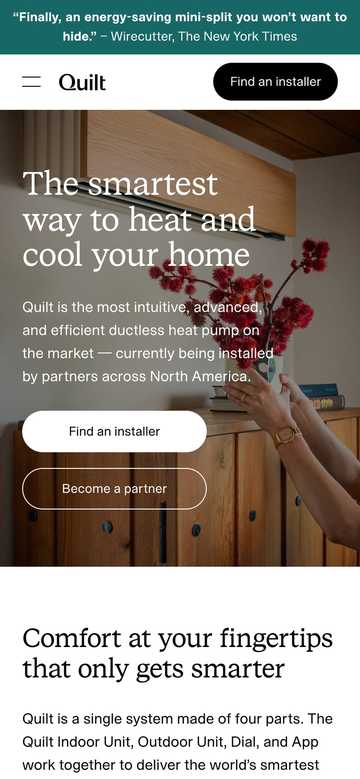 “Finally, an energy-saving mini-split you won’t want to
hide.” – Wirecutter, The New York Times
Quilt
Find an installer
The smartest
way to heat and
cool your home
Quilt is the most intuitive, advanced,
and efficient ductless heat pump on
the market — currently being installed
by partners across North America.
Find an installer
Become a partner
Comfort at your fingertips
that only gets smarter
Quilt is a single system made of four parts. The
Quilt Indoor Unit, Outdoor Unit, Dial, and App
work together to deliver the world’s smartest